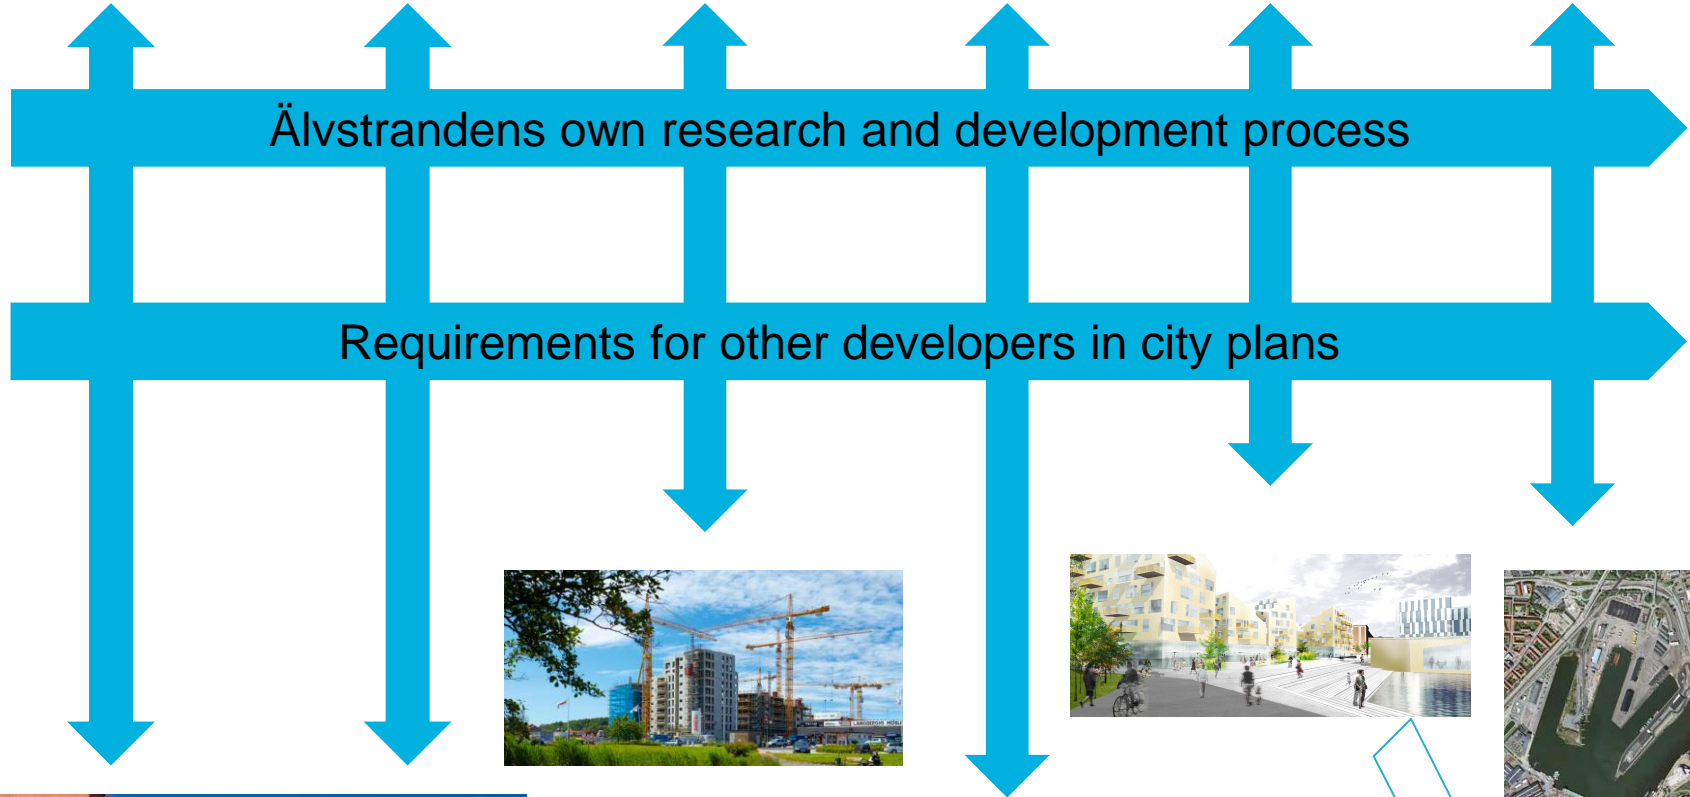 Älvstrandens own research and development process
Requirements for other developers in city plans